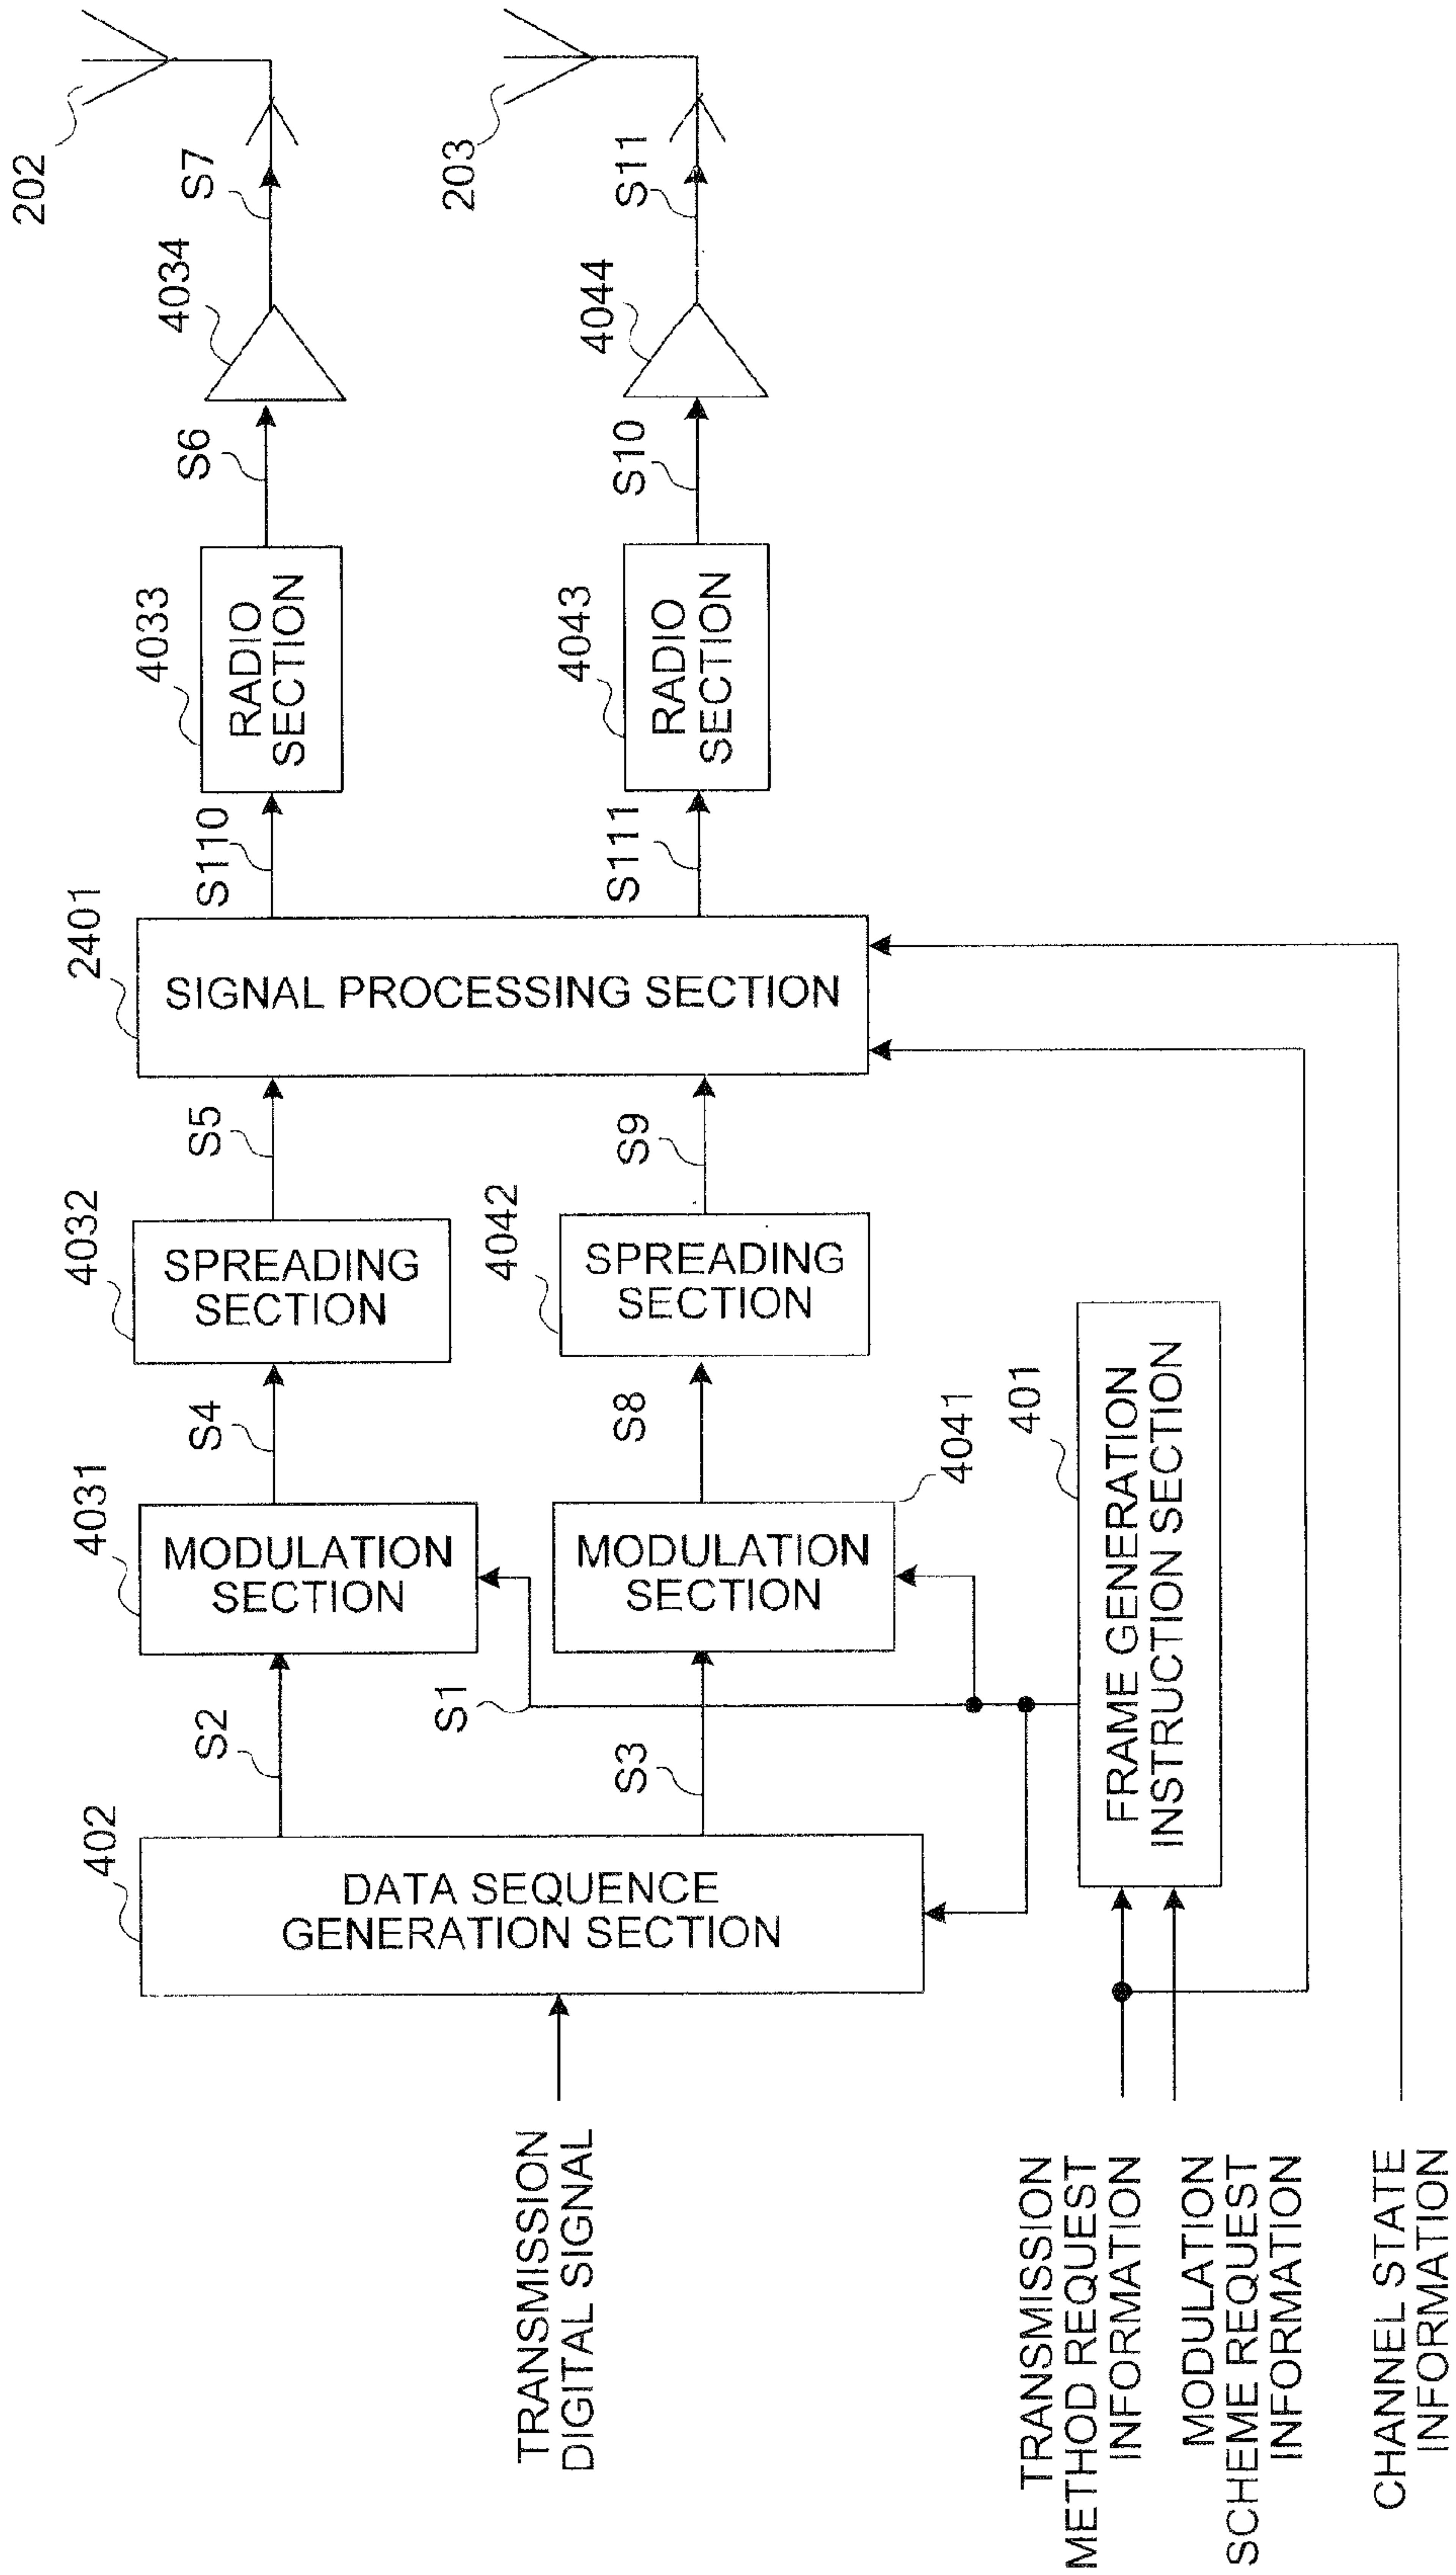 202
S7
4034
S6
4033
RADIO
SECTION
S110
2401
SIGNAL PROCESSING SECTION
S5
4032
SPREADING
SECTION
S4
4031
MODULATION
SECTION
S2
402
DATA SEQUENCE
GENERATION SECTION
TRANSMISSION
DIGITAL SIGNAL
203
S11
4044
S10
4043
RADIO
SECTION
S111
S9
4042
SPREADING
SECTION
S8
4041
MODULATION
SECTION
S1
S3
401
FRAME GENERATION
INSTRUCTION SECTION
TRANSMISSION
METHOD REQUEST
INFORMATION
MODULATION
SCHEME REQUEST
INFORMATION
CHANNEL STATE
INFORMATION